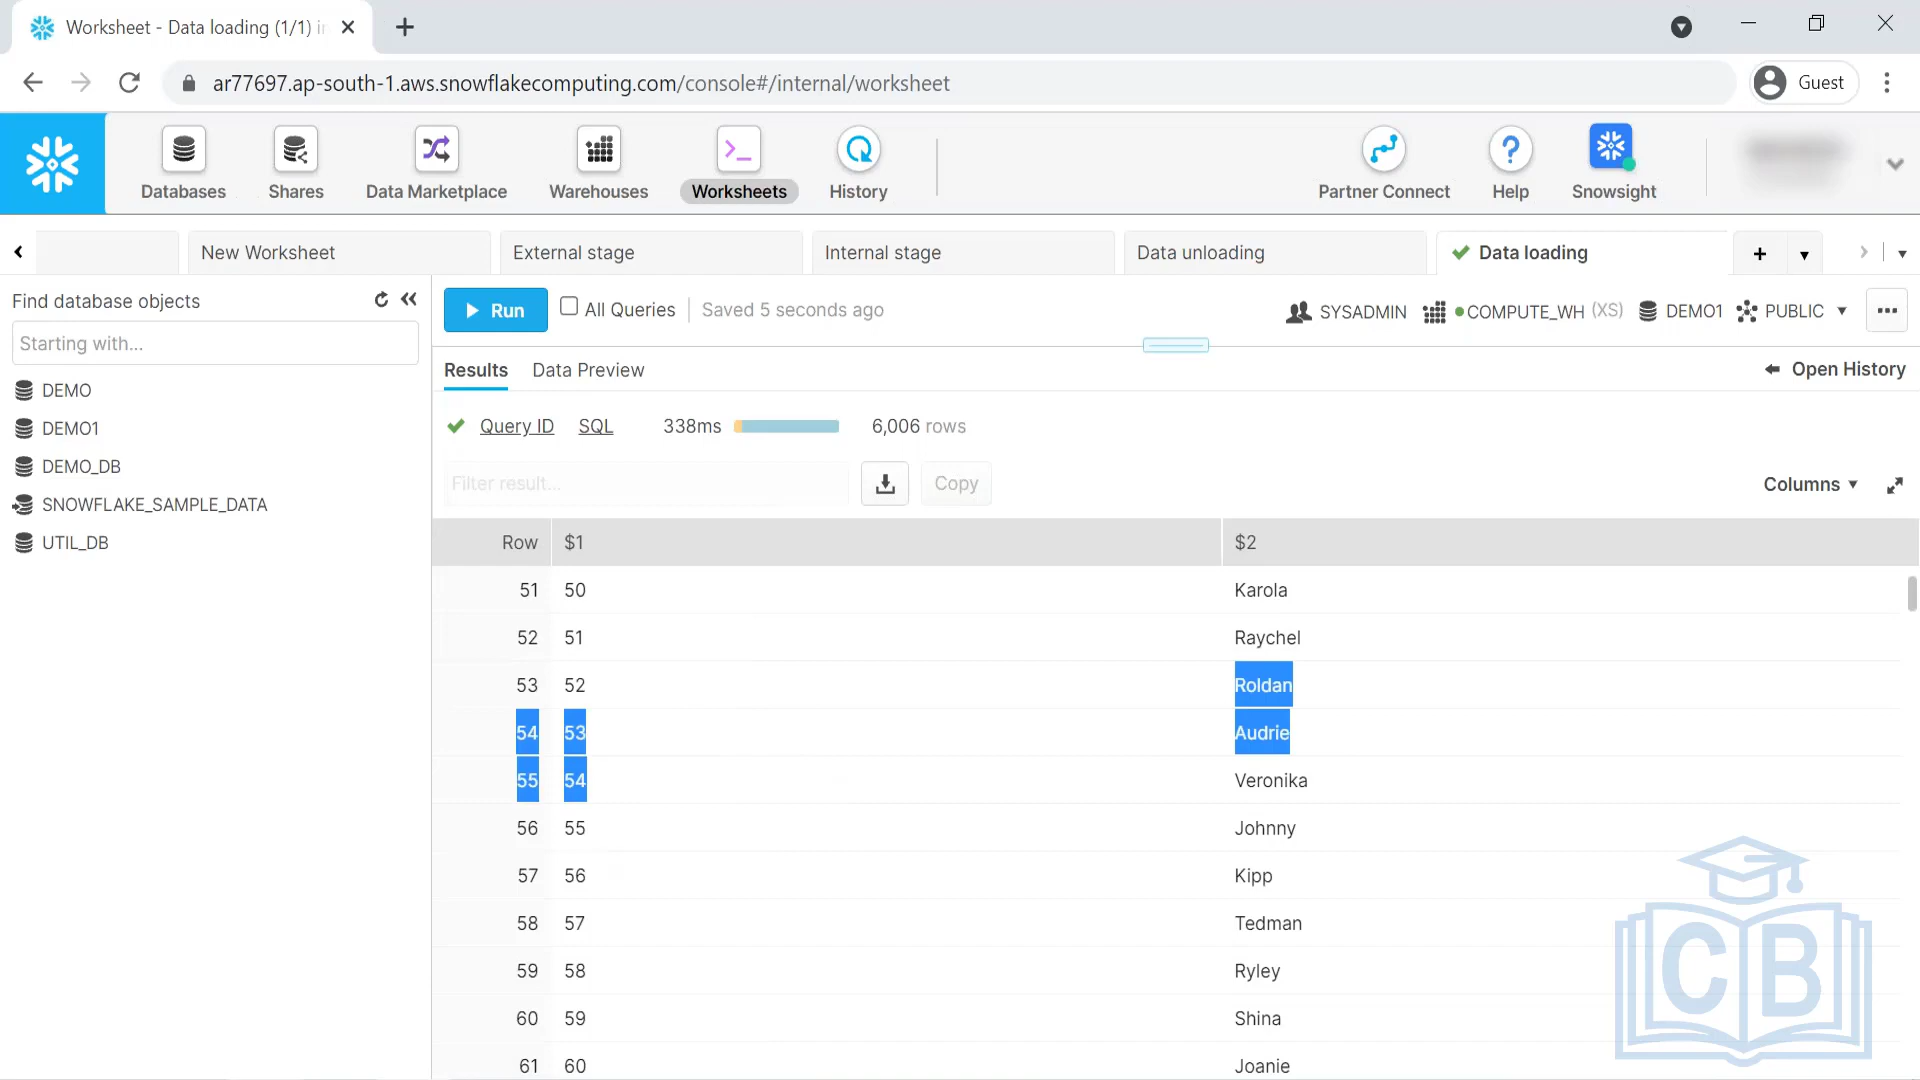 Worksheet - Data loading (1/1) i
ar77697.ap-south-1.aws.snowflakecomputing.com/console#/internal/worksheet
Guest
Databases
Shares
Data Marketplace
Warehouses
Worksheets
History
Partner Connect
Help
Snowsight
New Worksheet
External stage
Internal stage
Data unloading
Data loading
Find database objects
Starting with...
DEMO
DEMO1
DEMO_DB
SNOWFLAKE_SAMPLE_DATA
UTIL_DB
Run
All Queries
Saved 5 seconds ago
SYSADMIN
COMPUTE_WH (XS)
DEMO1
PUBLIC
Results
Data Preview
Open History
Query ID
SQL
338ms
6,006 rows
Filter result...
Copy
Columns
Row $1 $2
51 50 Karola
52 51 Raychel
53 52 Roldan
54 53 Audrie
55 54 Veronika
56 55 Johnny
57 56 Kipp
58 57 Tedman
59 58 Ryley
60 59 Shina
61 60 Joanie
CB